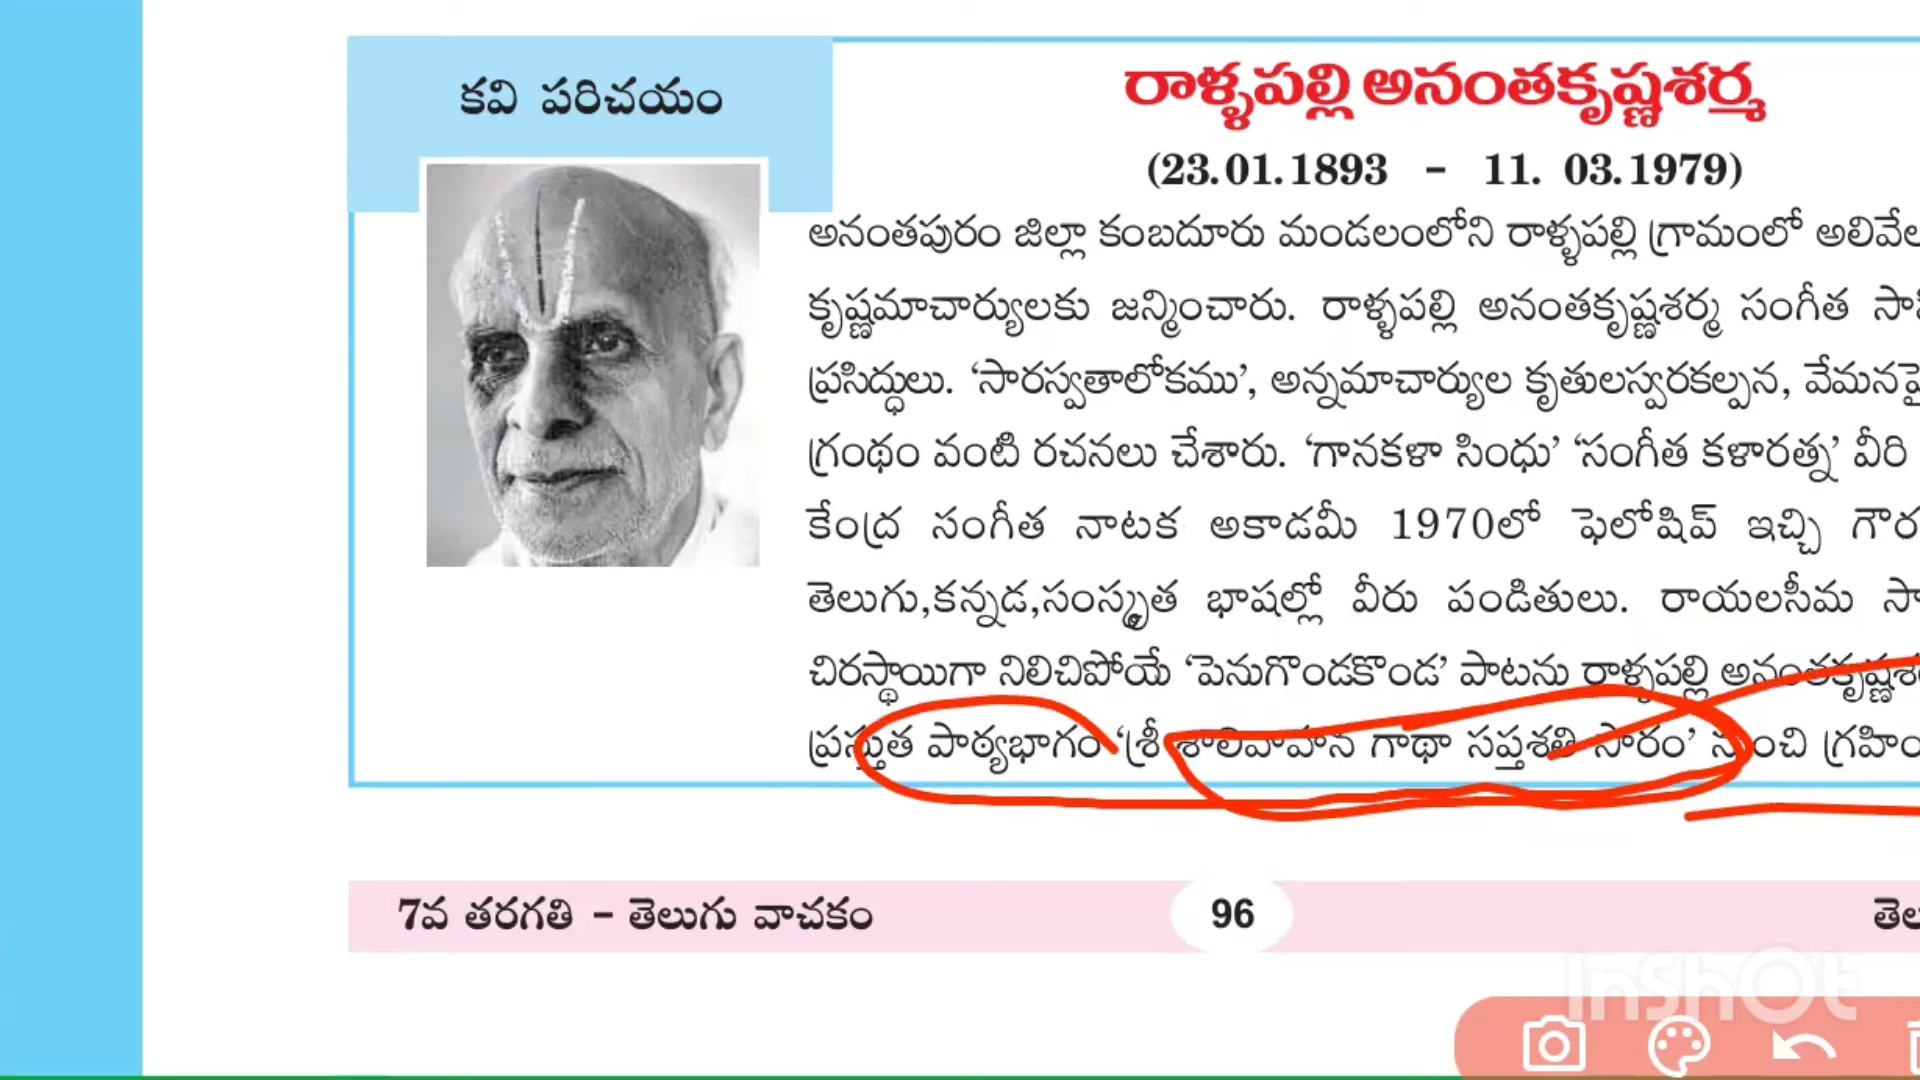 కవి పరిచయం
రాళ్ళపల్లి అనంతకృష్ణశర్మ
(23.01.1893 - 11. 03.1979)
అనంతపురం జిల్లా కంబదూరు మండలంలోని రాళ్ళపల్లి గ్రామంలో
కృష్ణమాచార్యులకు జన్మించారు. రాళ్ళపల్లి అనంతకృష్ణశర్మ సంగీత
ప్రసిద్ధులు. ‘సారస్వతాలోకము’, అన్నమాచార్యుల కృతులస్వరకల్పన,
గ్రంథం వంటి రచనలు చేశారు. ‘గానకళా సింధు’ ‘సంగీత కళారత్న’ వీరి
కేంద్ర సంగీత నాటక అకాడమీ 1970లో ఫెలోషిప్ ఇచ్చి
తెలుగు,కన్నడ,సంస్కృత భాషల్లో వీరు పండితులు. రాయలసీమ
చిరస్థాయిగా నిలిచిపోయే ‘పెనుగొండకొండ’ పాటను రాళ్ళపల్లి
ప్రస్తుత పాఠ్యభాగం ‘శ్రీ శాలివాహన గాథా సప్తశతి సారం’ నుంచి
7వ తరగతి - తెలుగు వాచకం
96
InShOt